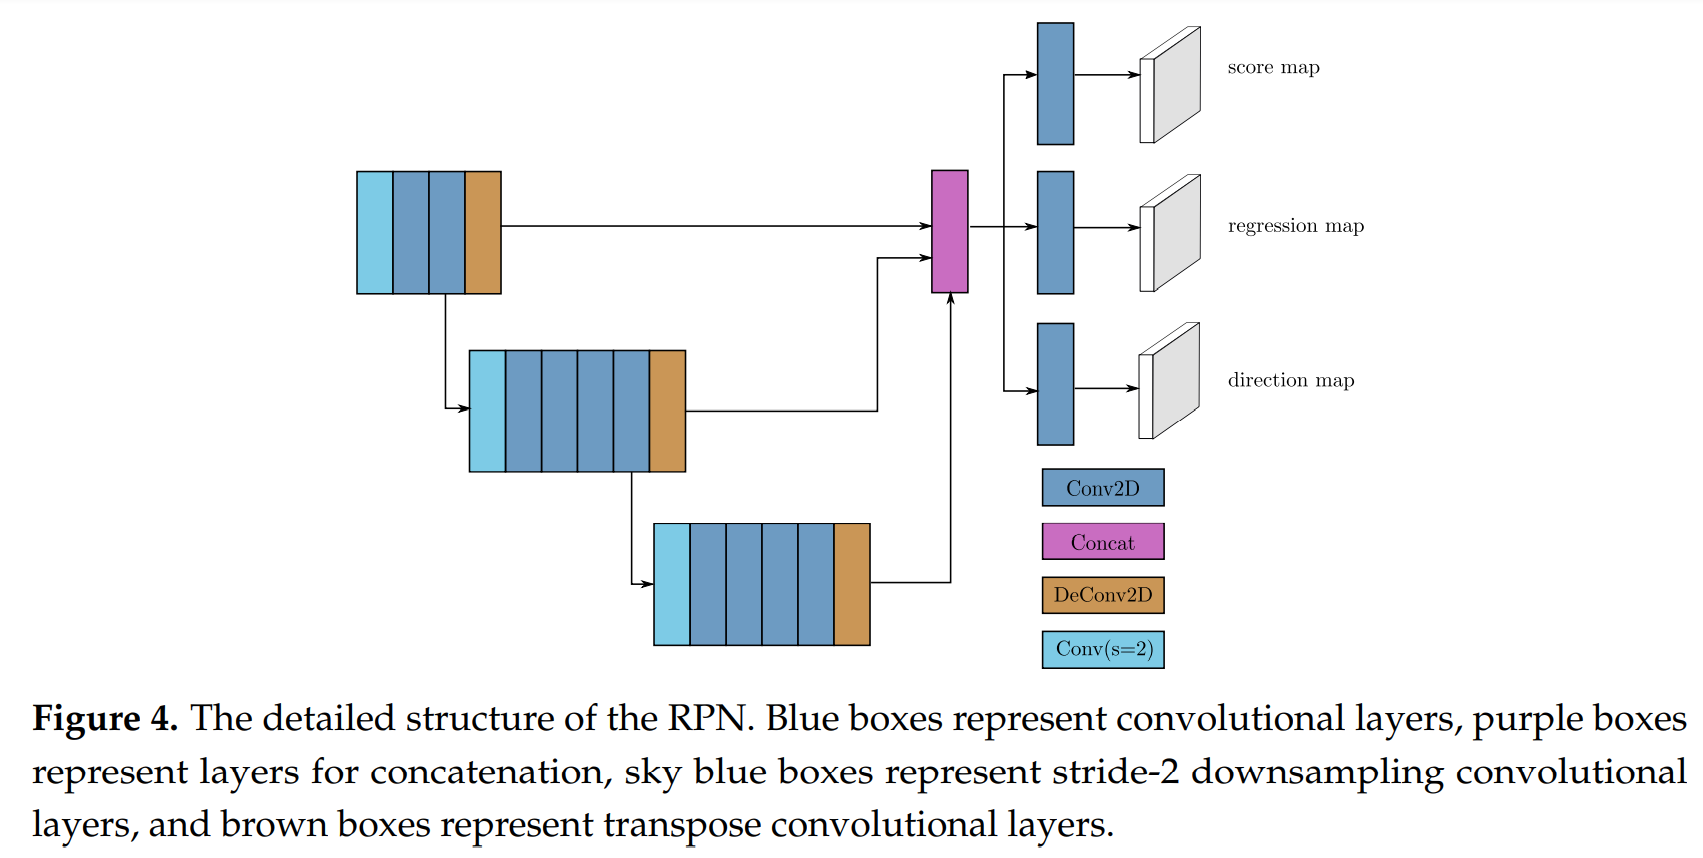 score map
regression map
direction map
Conv2D
Concat
DeConv2D
Conv(s=2)
Figure 4. The detailed structure of the RPN. Blue boxes represent convolutional layers, purple boxes
represent layers for concatenation, sky blue boxes represent stride-2 downsampling convolutional
layers, and brown boxes represent transpose convolutional layers.